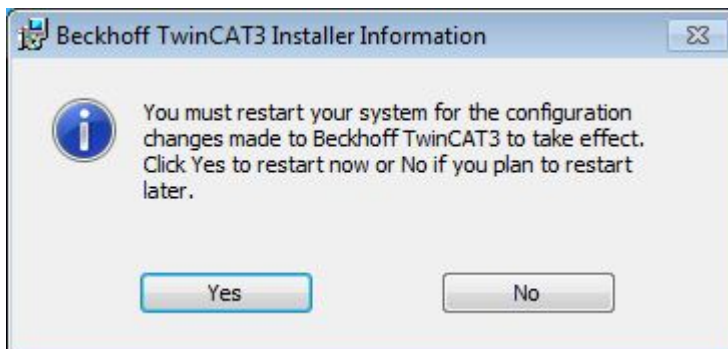 Beckhoff TwinCAT3 Installer Information
You must restart your system for the configuration
changes made to Beckhoff TwinCAT3 to take effect.
Click Yes to restart now or No if you plan to restart
later.
Yes
No